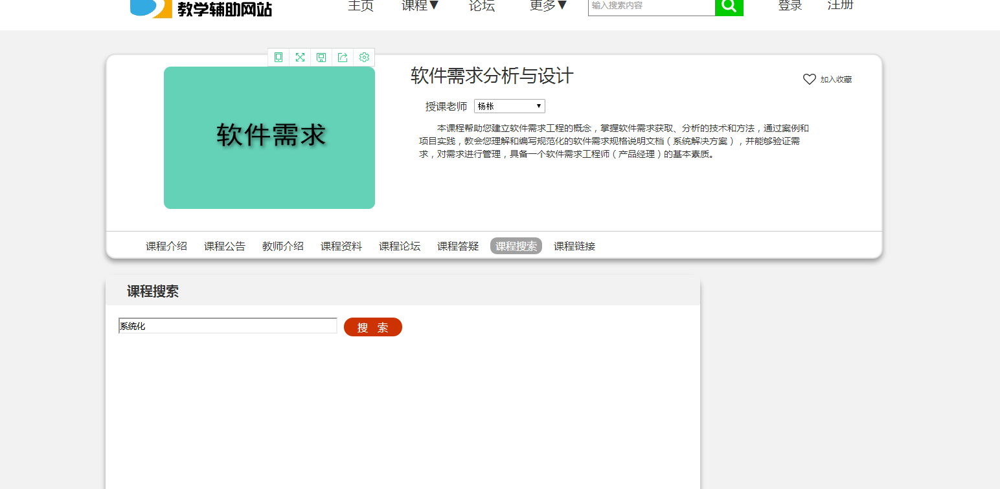 教学辅助网站
主页 课程▼ 论坛 更多▼ 输入搜索内容 登录 注册
软件需求
软件需求分析与设计
加入收藏
授课老师 杨枨 ▼
本课程帮助您建立软件需求工程的概念，掌握软件需求获取、分析的技术和方法，通过案例和
项目实践，教会您理解和编写规范化的软件需求规格说明文档（系统解决方案），并能够验证需
求，对需求进行管理，具备一个软件需求工程师（产品经理）的基本素质。
课程介绍 课程公告 教师介绍 课程资料 课程论坛 课程答疑 课程搜索 课程链接
课程搜索
系统化 搜 索